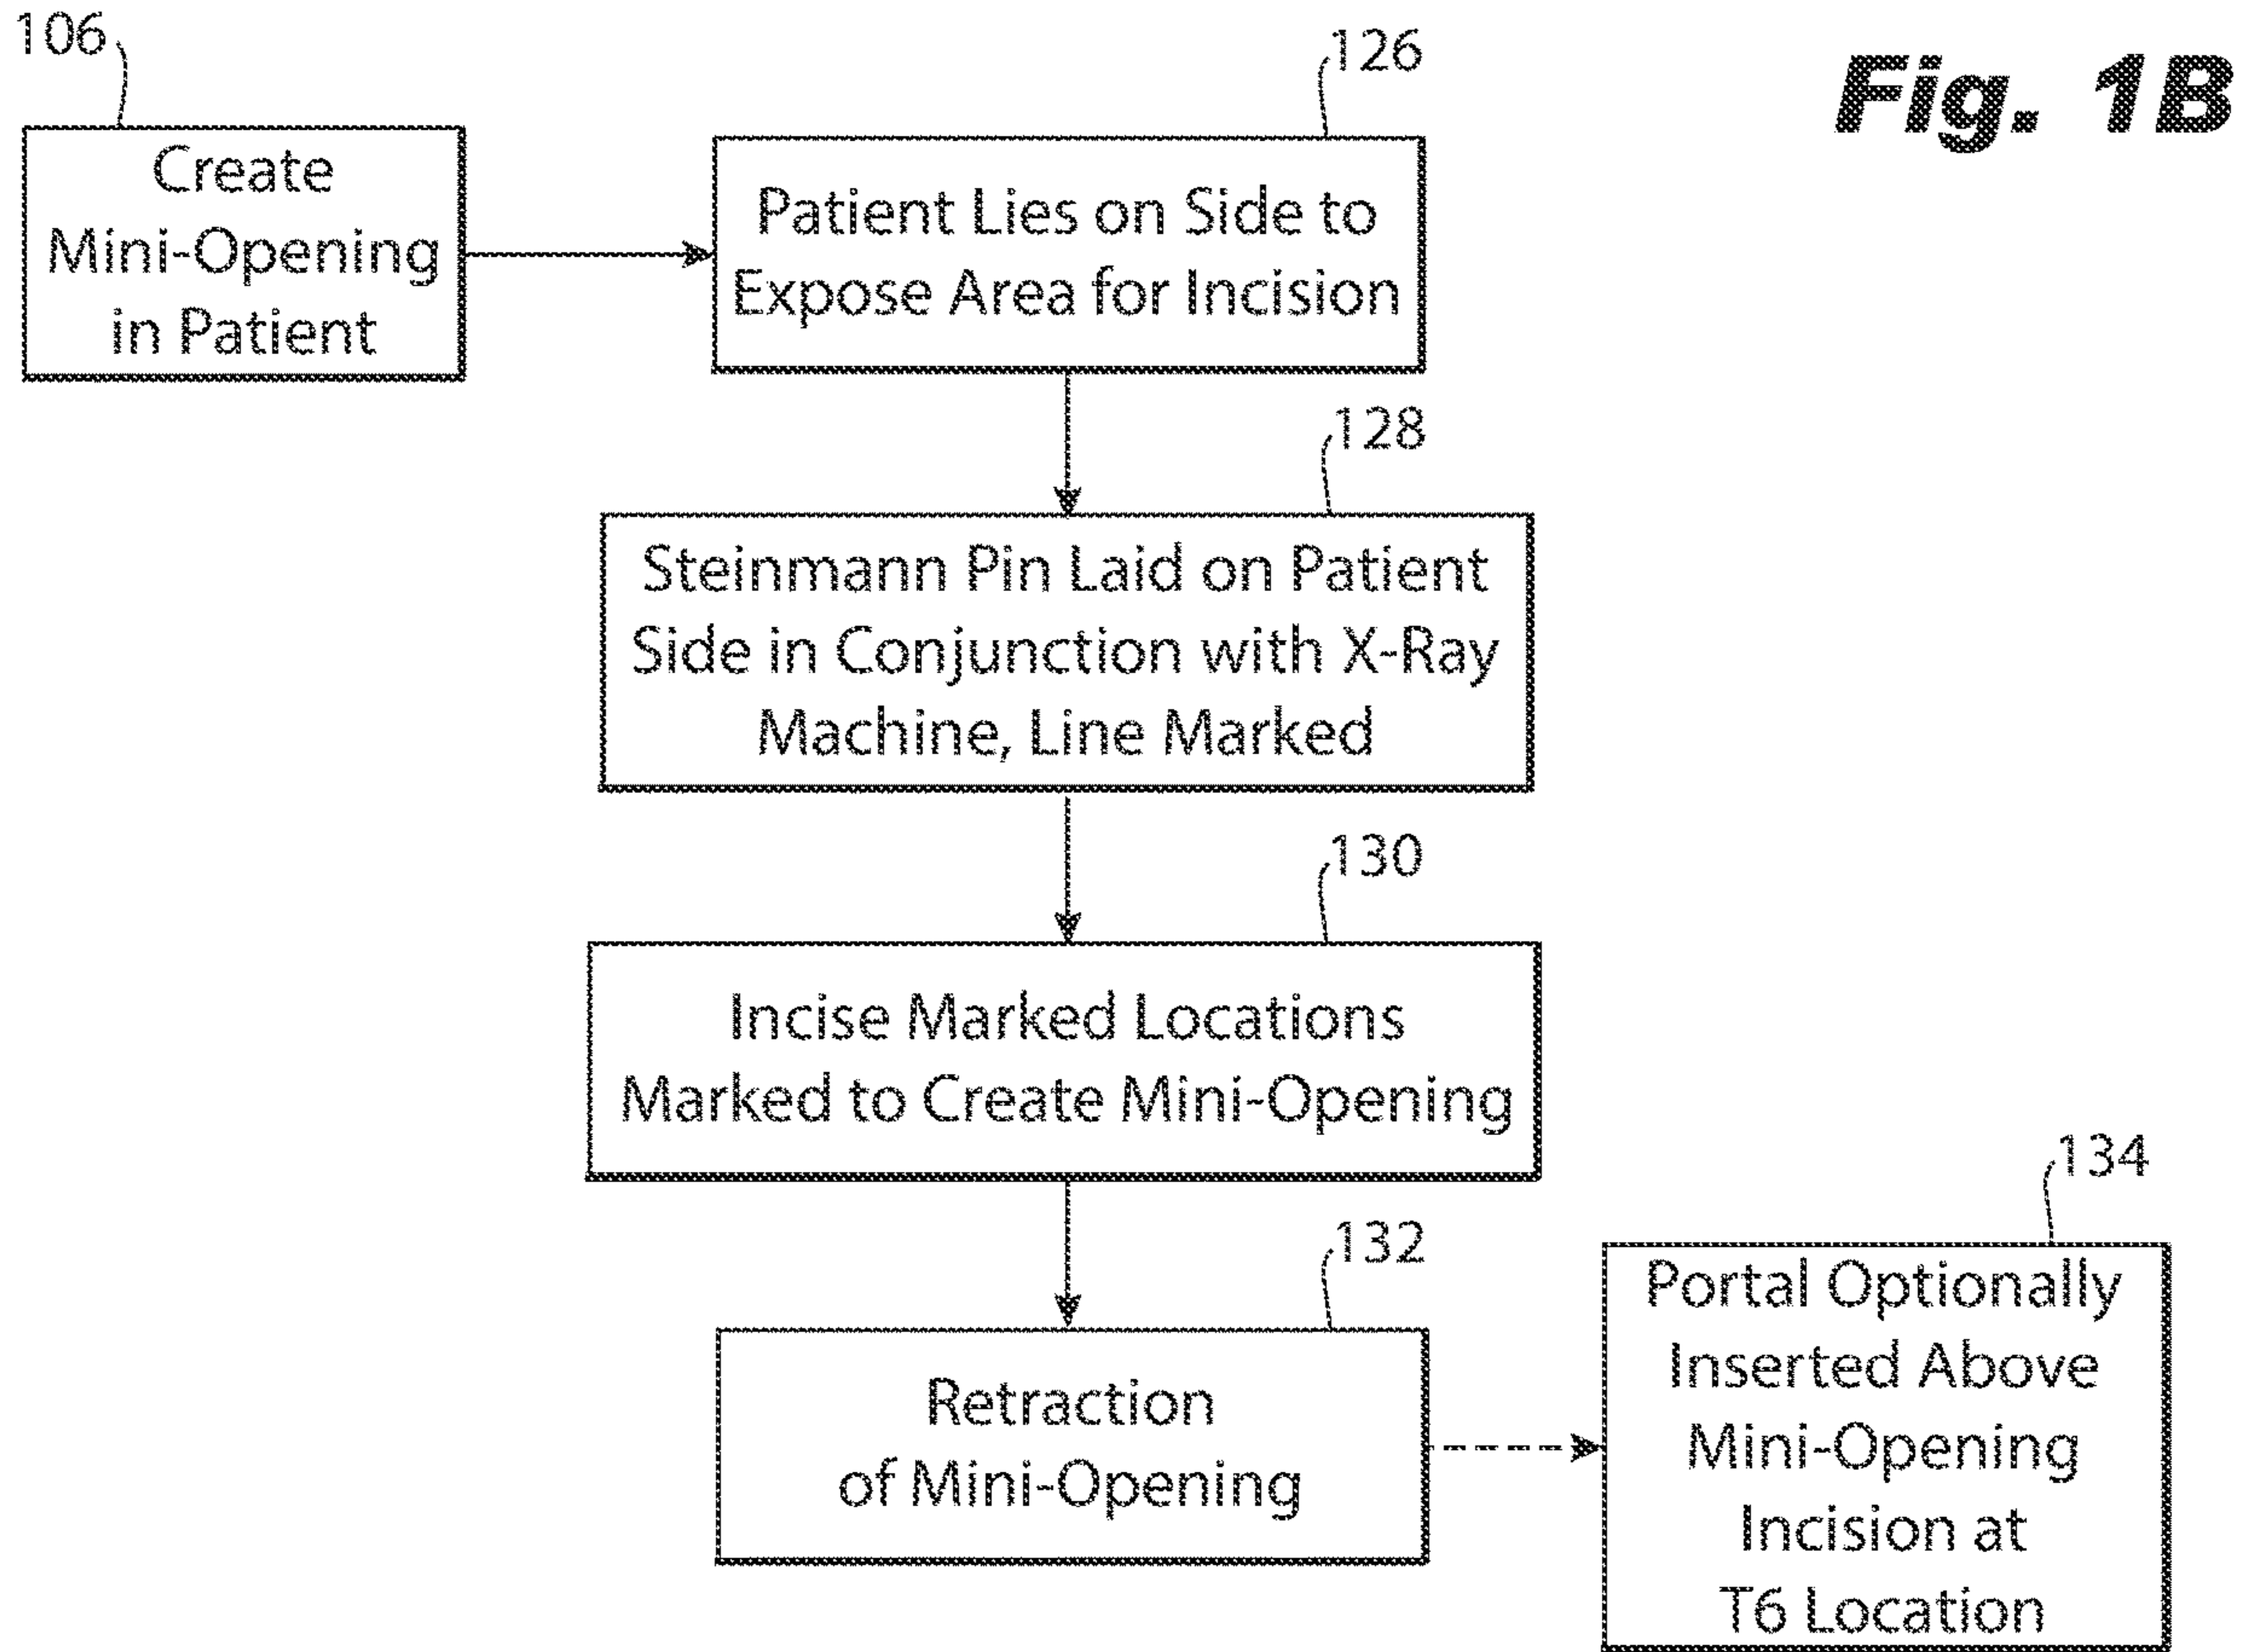 106
126
Fig. 1B
Create
Mini-Opening
in Patient
Patient Lies on Side to
Expose Area for Incision
128
Steinmann Pin Laid on Patient
Side in Conjunction with X-Ray
Machine, Line Marked
130
Incise Marked Locations
Marked to Create Mini-Opening
132
Retraction
of Mini-Opening
134
Portal Optionally
Inserted Above
Mini-Opening
Incision at
T6 Location